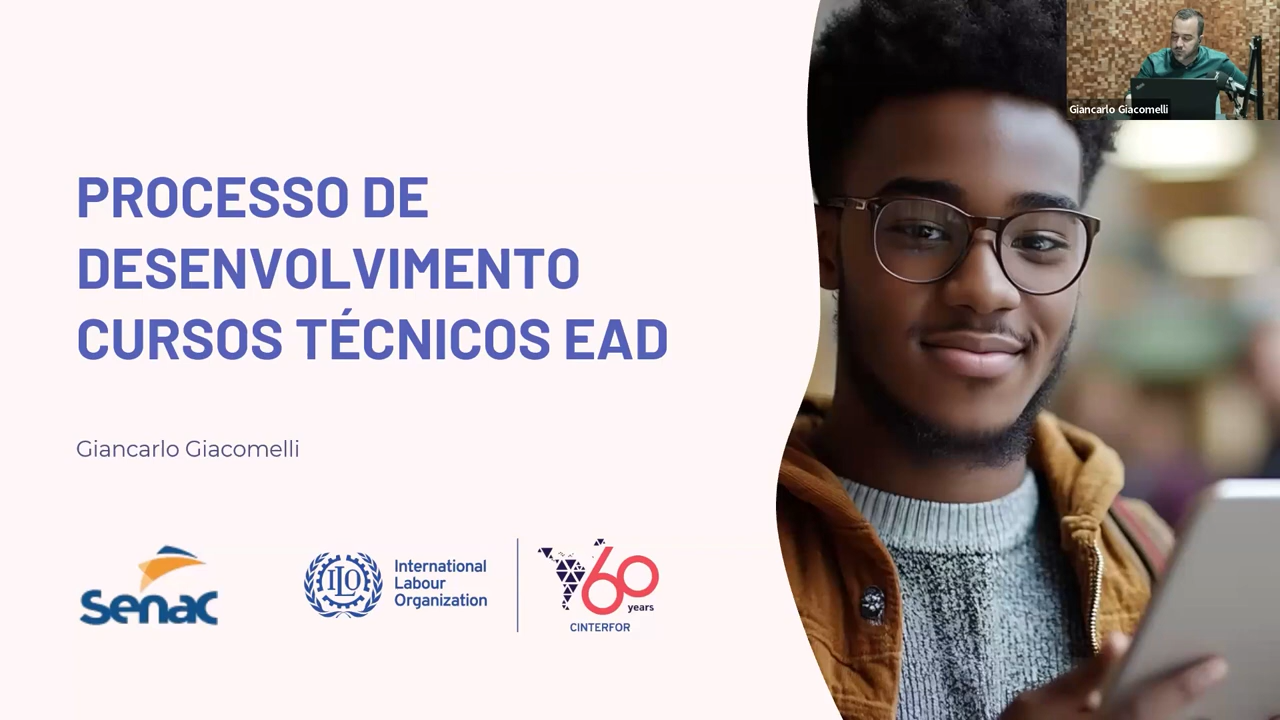 Giancarlo Giacomelli
PROCESSO DE
DESENVOLVIMENTO
CURSOS TÉCNICOS EAD
Giancarlo Giacomelli
Senac
ILO
International
Labour
Organization
60
years
CINTERFOR